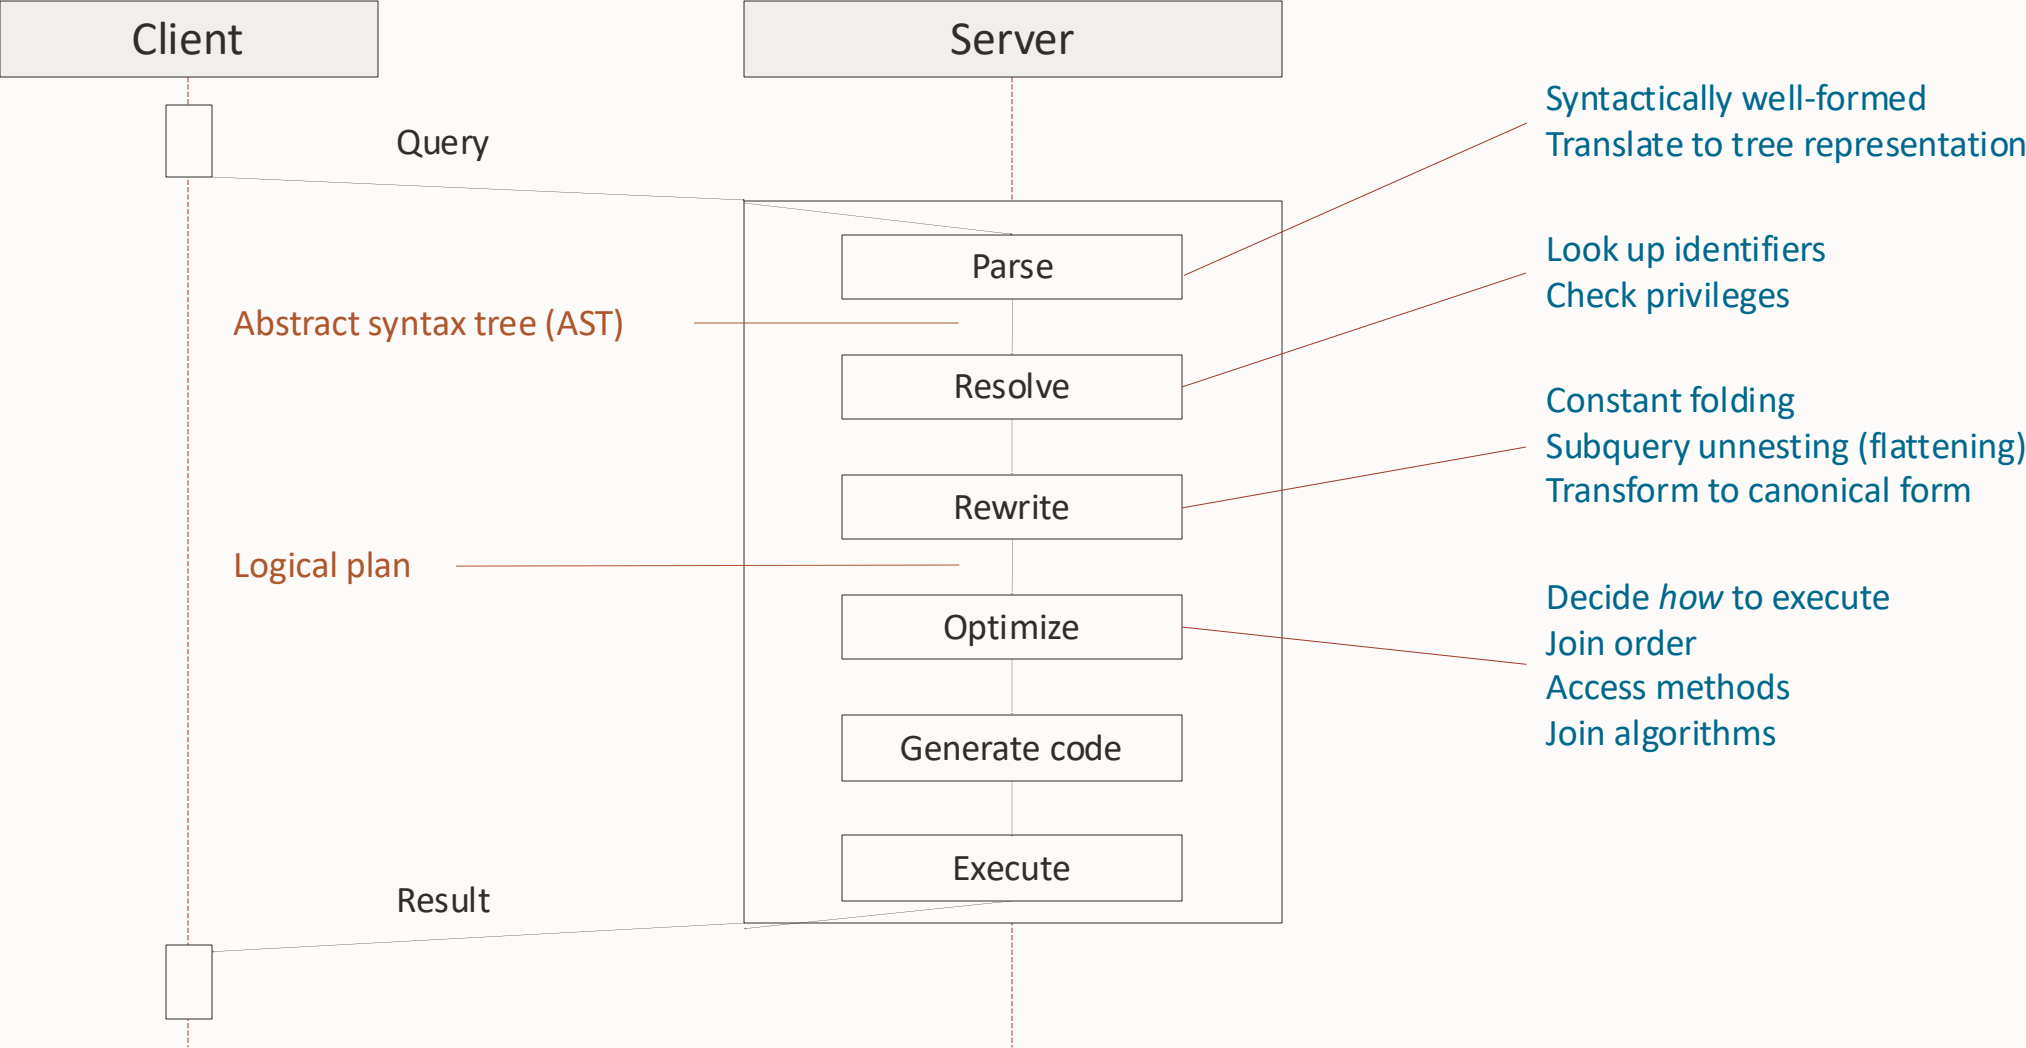 Client
Server
Query
Syntactically well-formed
Translate to tree representation
Parse
Look up identifiers
Check privileges
Abstract syntax tree (AST)
Resolve
Constant folding
Subquery unnesting (flattening)
Transform to canonical form
Rewrite
Logical plan
Optimize
Decide how to execute
Join order
Access methods
Join algorithms
Generate code
Execute
Result